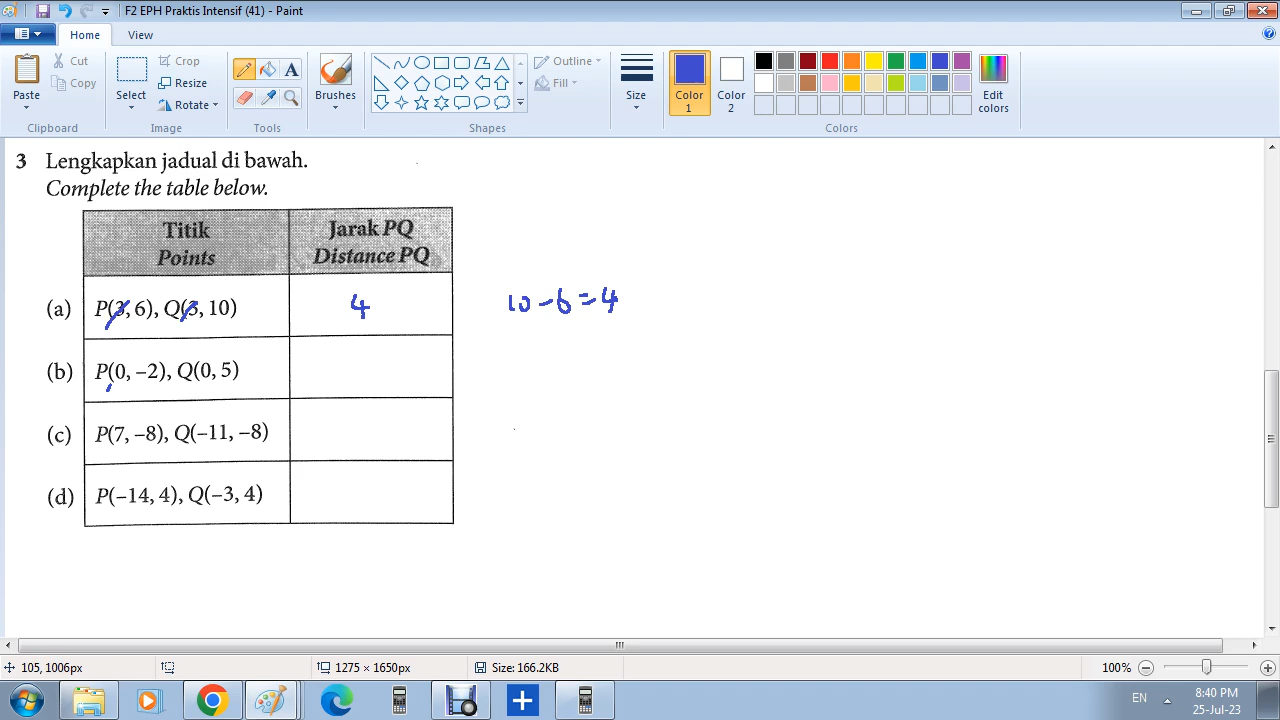 F2 EPH Praktis Intensif (41) - Paint
Home View
Paste
Cut
Copy
Clipboard
Select
Crop
Resize
Rotate
Image
Tools
Brushes
Shapes
Outline
Fill
Size
Color 1
Color 2
Edit colors
Colors
3 Lengkapkan jadual di bawah.
Complete the table below.
Titik
Points
Jarak PQ
Distance PQ
(a) P(3, 6), Q(3, 10) 4 10 - 6 = 4
(b) P(0, –2), Q(0, 5)
(c) P(7, –8), Q(–11, –8)
(d) P(–14, 4), Q(–3, 4)
105, 1006px 1275 × 1650px Size: 166.2KB 100%
EN
8:40 PM
25-Jul-23